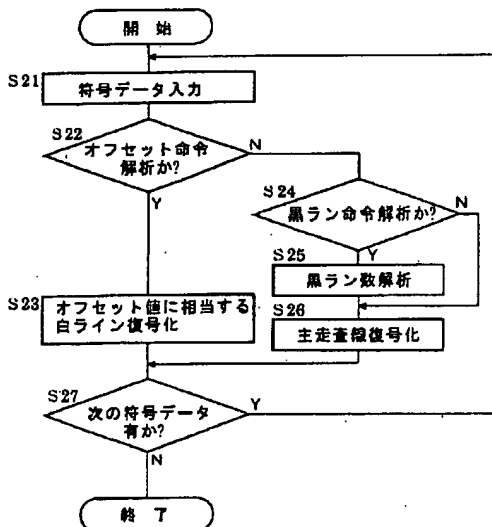 開始
S21
符号データ入力
S22
オフセット命令
解析か?
N
Y
S24
黒ラン命令解析か?
N
Y
S25
黒ラン数解析
S23
オフセット値に相当する
白ライン復号化
S26
主走査線復号化
S27
次の符号データ
有か?
Y
N
終了